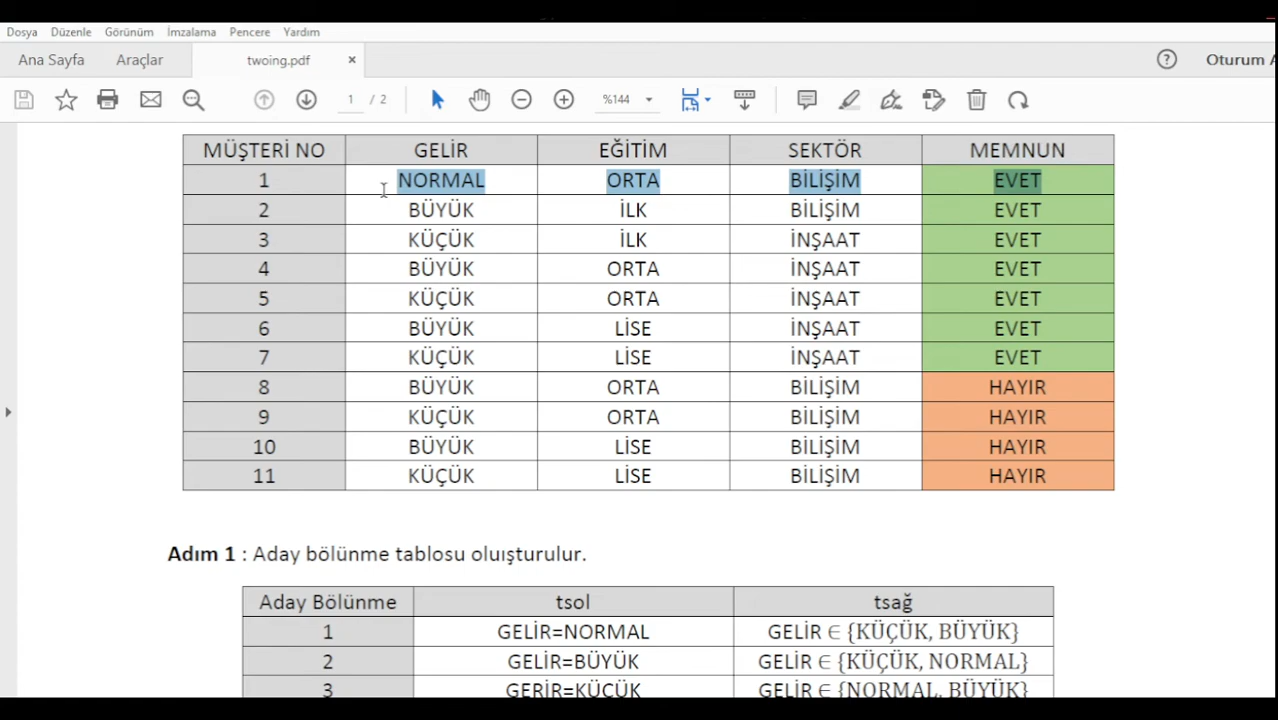 Dosya Düzenle Görünüm İmzalama Pencere Yardım
Ana Sayfa Araçlar twoing.pdf × ? Oturum A
1 / 2 %144
MÜŞTERİ NO GELİR EĞİTİM SEKTÖR MEMNUN
1 NORMAL ORTA BİLİŞİM EVET
2 BÜYÜK İLK BİLİŞİM EVET
3 KÜÇÜK İLK İNŞAAT EVET
4 BÜYÜK ORTA İNŞAAT EVET
5 KÜÇÜK ORTA İNŞAAT EVET
6 BÜYÜK LİSE İNŞAAT EVET
7 KÜÇÜK LİSE İNŞAAT EVET
8 BÜYÜK ORTA BİLİŞİM HAYIR
9 KÜÇÜK ORTA BİLİŞİM HAYIR
10 BÜYÜK LİSE BİLİŞİM HAYIR
11 KÜÇÜK LİSE BİLİŞİM HAYIR
Adım 1 : Aday bölünme tablosu oluışturulur.
Aday Bölünme tsol tsağ
1 GELİR=NORMAL GELİR ∈ {KÜÇÜK, BÜYÜK}
2 GELİR=BÜYÜK GELİR ∈ {KÜÇÜK, NORMAL}
3 GERİR=KÜÇÜK GELİR ∈ {NORMAL, BÜYÜK}